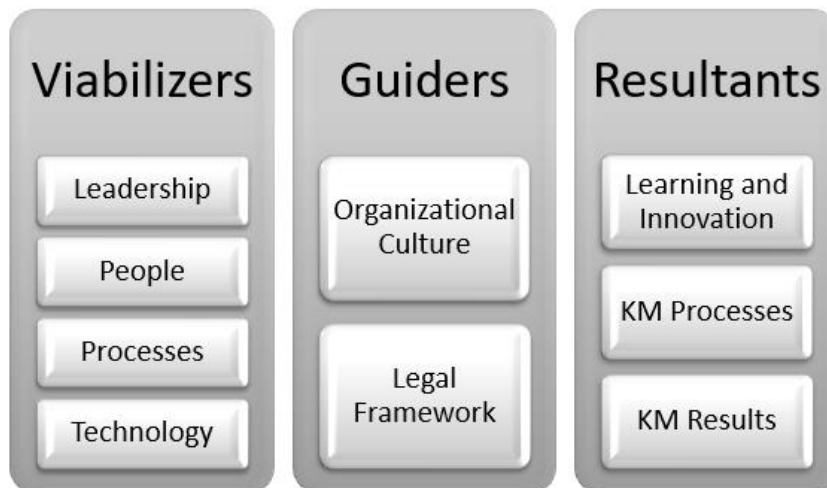 Viabilizers
Leadership
People
Processes
Technology
Guiders
Organizational
Culture
Legal
Framework
Resultants
Learning and
Innovation
KM Processes
KM Results